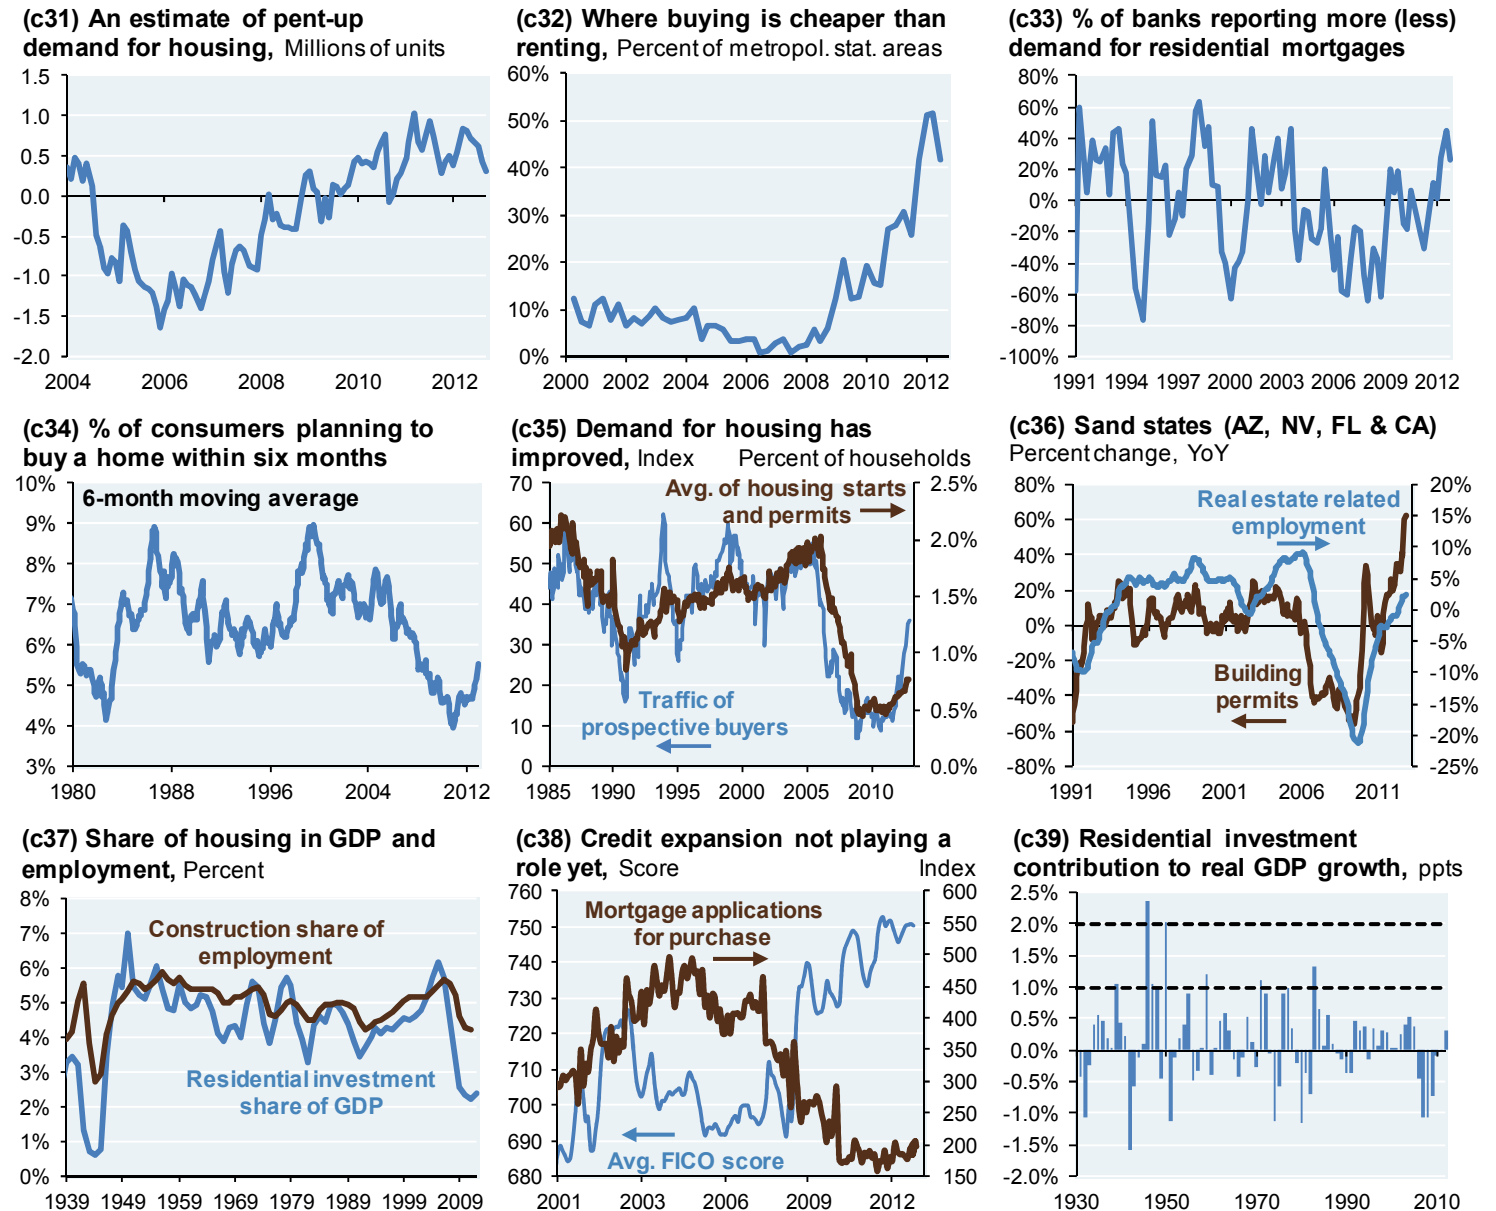 (c31) An estimate of pent-up
demand for housing, Millions of units
1.5
1.0
0.5
0.0
-0.5
-1.0
-1.5
-2.0
2004 2006 2008 2010 2012
(c32) Where buying is cheaper than
renting, Percent of metropol. stat. areas
60%
50%
40%
30%
20%
10%
0%
2000 2002 2004 2006 2008 2010 2012
(c33) % of banks reporting more (less)
demand for residential mortgages
80%
60%
40%
20%
0%
-20%
-40%
-60%
-80%
-100%
1991 1994 1997 2000 2003 2006 2009 2012
(c34) % of consumers planning to
buy a home within six months
10%
9%
8%
7%
6%
5%
4%
3%
6-month moving average
1980 1988 1996 2004 2012
(c35) Demand for housing has
improved, Index Percent of households
70
60
50
40
30
20
10
0
Avg. of housing starts
and permits
Traffic of
prospective buyers
2.5%
2.0%
1.5%
1.0%
0.5%
0.0%
1985 1990 1995 2000 2005 2010
(c36) Sand states (AZ, NV, FL & CA)
Percent change, YoY
80%
60%
40%
20%
0%
-20%
-40%
-60%
-80%
Real estate related
employment
Building
permits
20%
15%
10%
5%
0%
-5%
-10%
-15%
-20%
-25%
1991 1996 2001 2006 2011
(c37) Share of housing in GDP and
employment, Percent
8%
7%
6%
5%
4%
3%
2%
1%
0%
Construction share of
employment
Residential investment
share of GDP
1939 1949 1959 1969 1979 1989 1999 2009
(c38) Credit expansion not playing a
role yet, Score Index
760
750
740
730
720
710
700
690
680
Mortgage applications
for purchase
Avg. FICO score
600
550
500
450
400
350
300
250
200
150
2001 2003 2006 2009 2012
(c39) Residential investment
contribution to real GDP growth, ppts
2.5%
2.0%
1.5%
1.0%
0.5%
0.0%
-0.5%
-1.0%
-1.5%
-2.0%
1930 1950 1970 1990 2010